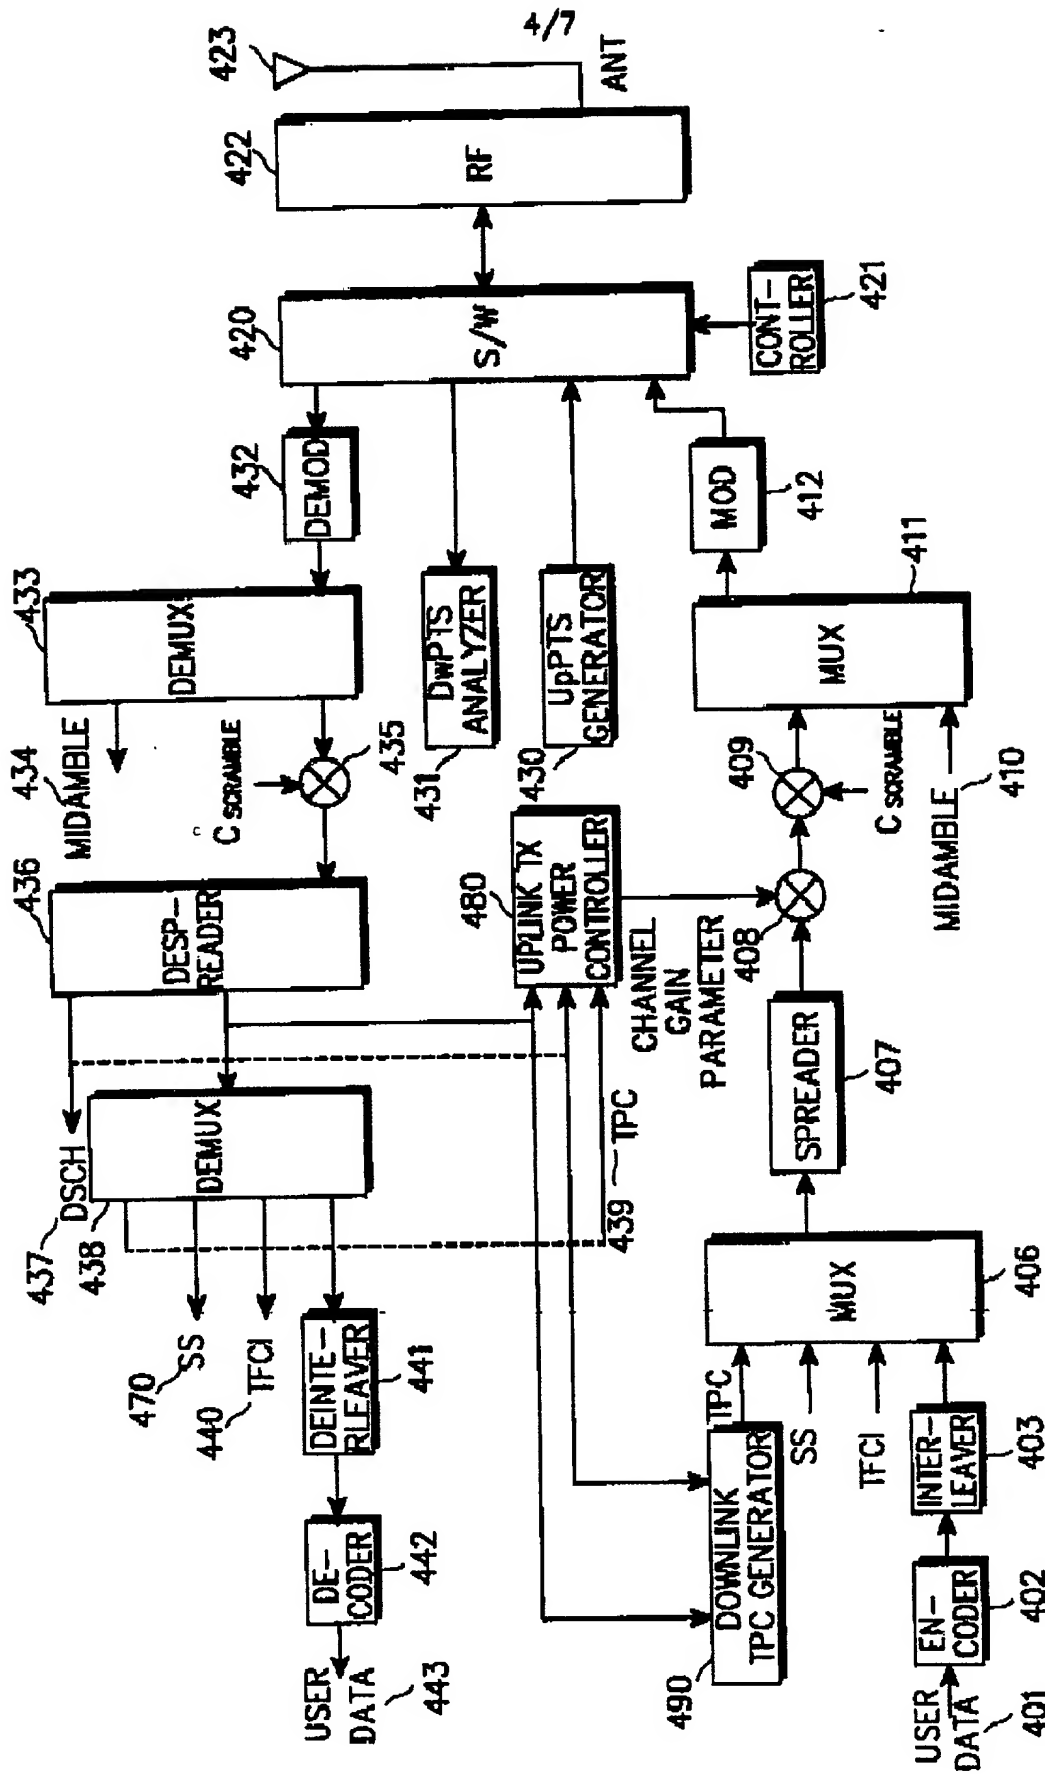 4/7
433
434
MIDAMBLE
DEMUX
432
DEMOD
420
S/W
422
RF
423
ANT
436
DESP-
READER
C SCRAMBLE
435
431
DwPTS
ANALYZER
430
UpPTS
GENERATOR
CONT-
ROLLER
421
437
DSCH
438
DEMUX
470
SS
440
TFCI
DEINTE-
RLEAVER
441
DE-
CODER
442
USER
DATA
443
439
TPC
480
UPLINK TX
POWER
CONTROLLER
CHANNEL
GAIN
PARAMETER
408
409
C SCRAMBLE
MIDAMBLE
410
MUX
411
MOD
412
490
DOWNLINK
TPC GENERATOR
TPC
SS
TFCI
MUX
406
SPREADER
407
USER
DATA
401
EN-
CODER
402
INTER-
LEAVER
403